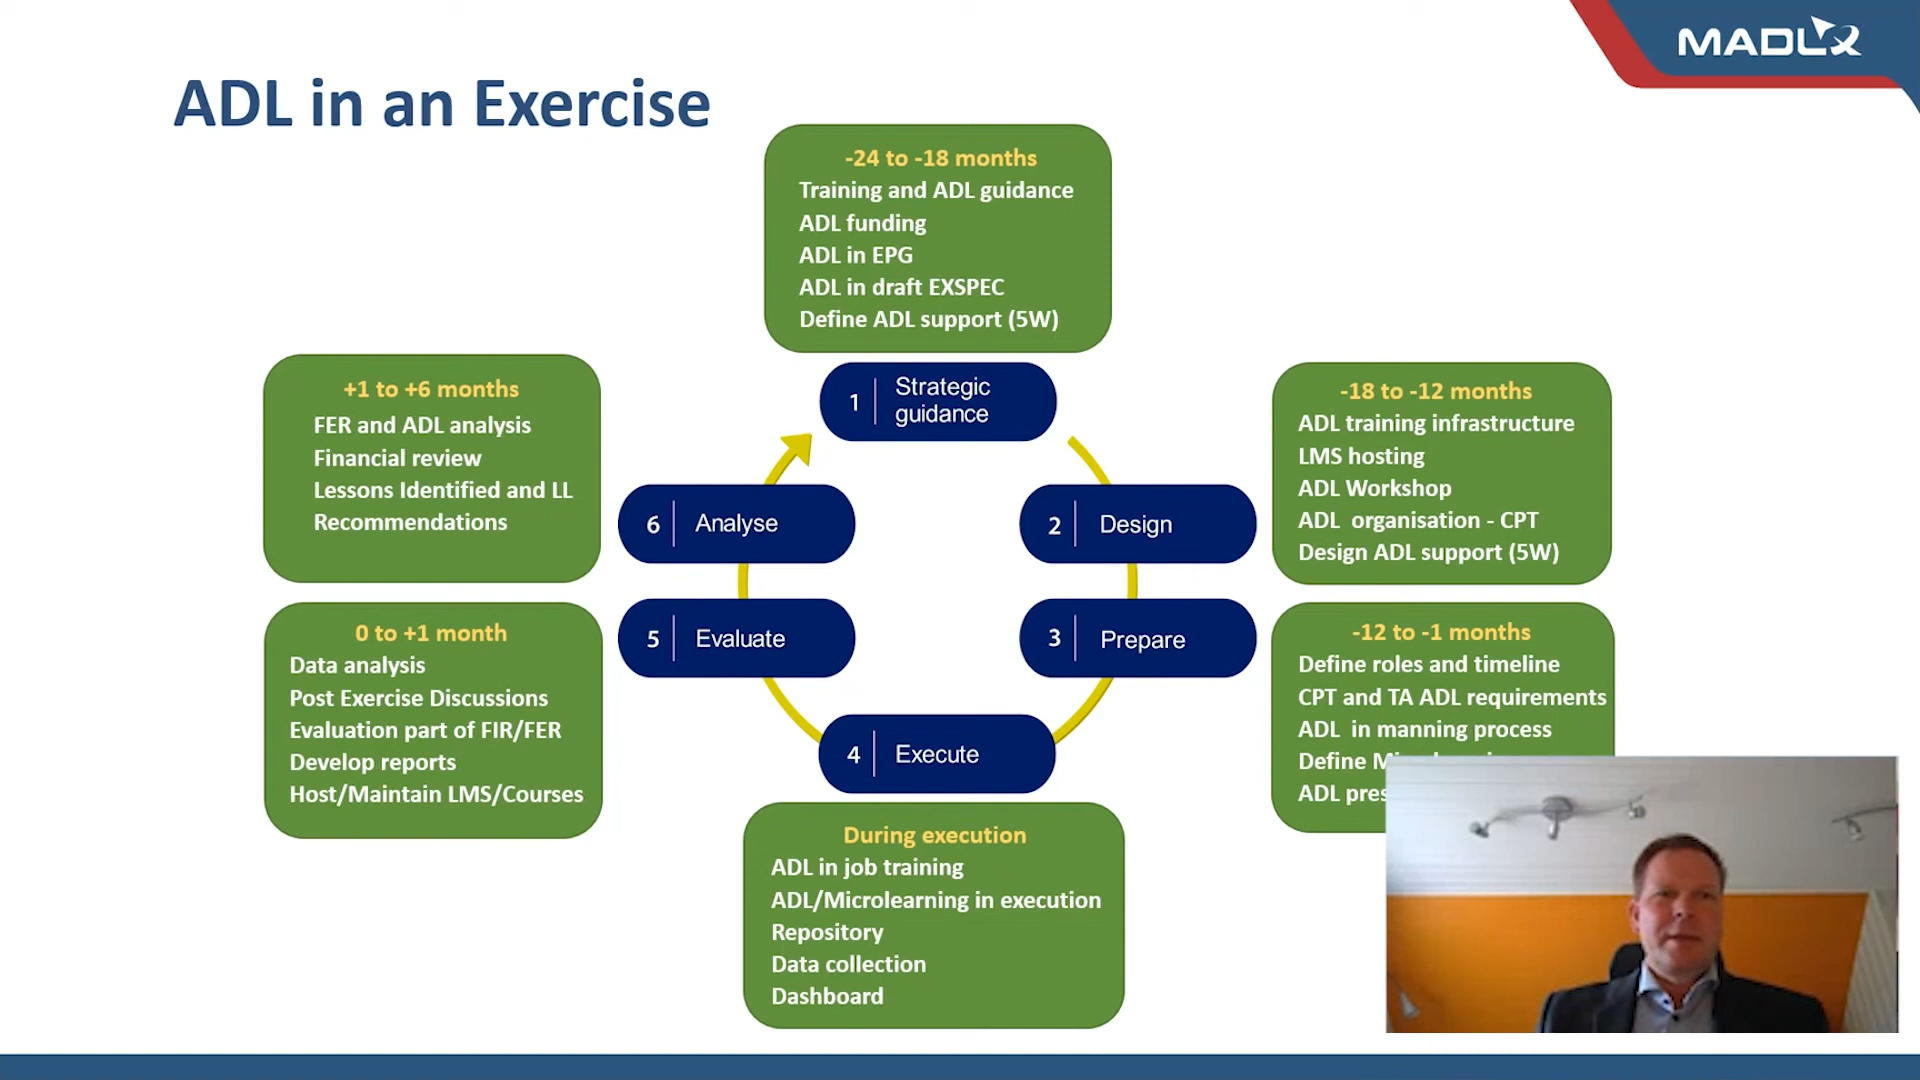 MADLx
ADL in an Exercise
-24 to -18 months
Training and ADL guidance
ADL funding
ADL in EPG
ADL in draft EXSPEC
Define ADL support (5W)
1 Strategic
guidance
-18 to -12 months
ADL training infrastructure
LMS hosting
ADL Workshop
ADL organisation - CPT
Design ADL support (5W)
2 Design
-12 to -1 months
Define roles and timeline
CPT and TA ADL requirements
ADL in manning process
Define
ADL
3 Prepare
4 Execute
During execution
ADL in job training
ADL/Microlearning in execution
Repository
Data collection
Dashboard
5 Evaluate
0 to +1 month
Data analysis
Post Exercise Discussions
Evaluation part of FIR/FER
Develop reports
Host/Maintain LMS/Courses
6 Analyse
+1 to +6 months
FER and ADL analysis
Financial review
Lessons Identified and LL
Recommendations